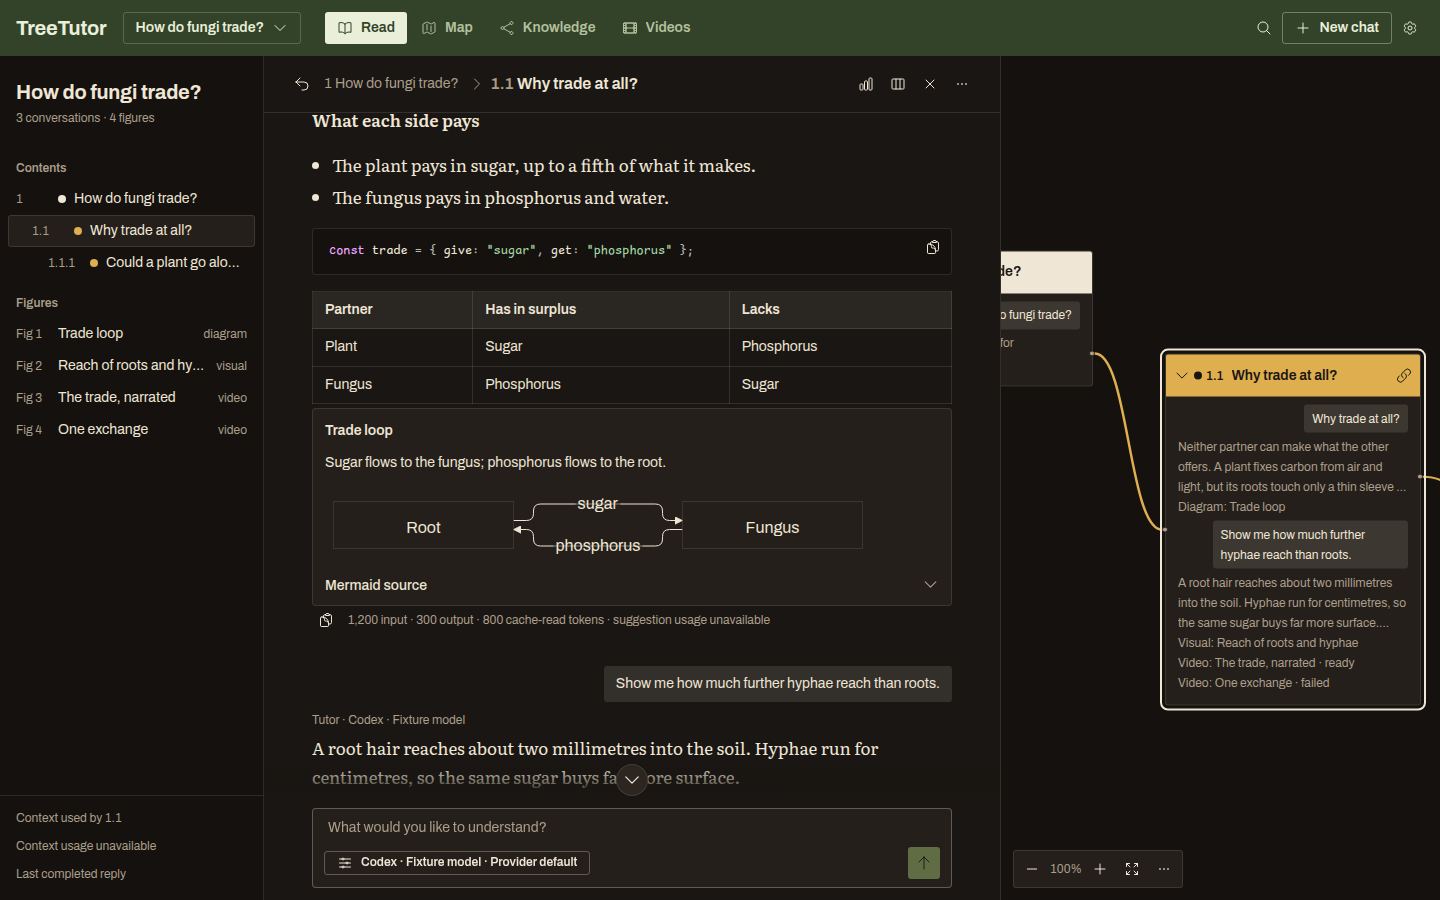 TreeTutor
How do fungi trade?
Read
Map
Knowledge
Videos
New chat
How do fungi trade?
3 conversations · 4 figures
Contents
1 How do fungi trade?
1.1 Why trade at all?
1.1.1 Could a plant go alo...
Figures
Fig 1 Trade loop diagram
Fig 2 Reach of roots and hy... visual
Fig 3 The trade, narrated video
Fig 4 One exchange video
Context used by 1.1
Context usage unavailable
Last completed reply
1 How do fungi trade? 1.1 Why trade at all?
What each side pays
The plant pays in sugar, up to a fifth of what it makes.
The fungus pays in phosphorus and water.
const trade = { give: "sugar", get: "phosphorus" };
Partner Has in surplus Lacks
Plant Sugar Phosphorus
Fungus Phosphorus Sugar
Trade loop
Sugar flows to the fungus; phosphorus flows to the root.
sugar
Root Fungus
phosphorus
Mermaid source
1,200 input · 300 output · 800 cache-read tokens · suggestion usage unavailable
Show me how much further hyphae reach than roots.
Tutor · Codex · Fixture model
A root hair reaches about two millimetres into the soil. Hyphae run for
centimetres, so the same sugar buys fa ore surface.
What would you like to understand?
Codex · Fixture model · Provider default
de?
o fungi trade?
for
1.1 Why trade at all?
Why trade at all?
Neither partner can make what the other
offers. A plant fixes carbon from air and
light, but its roots touch only a thin sleeve ...
Diagram: Trade loop
Show me how much further
hyphae reach than roots.
A root hair reaches about two millimetres
into the soil. Hyphae run for centimetres, so
the same sugar buys far more surface....
Visual: Reach of roots and hyphae
Video: The trade, narrated · ready
Video: One exchange · failed
100%